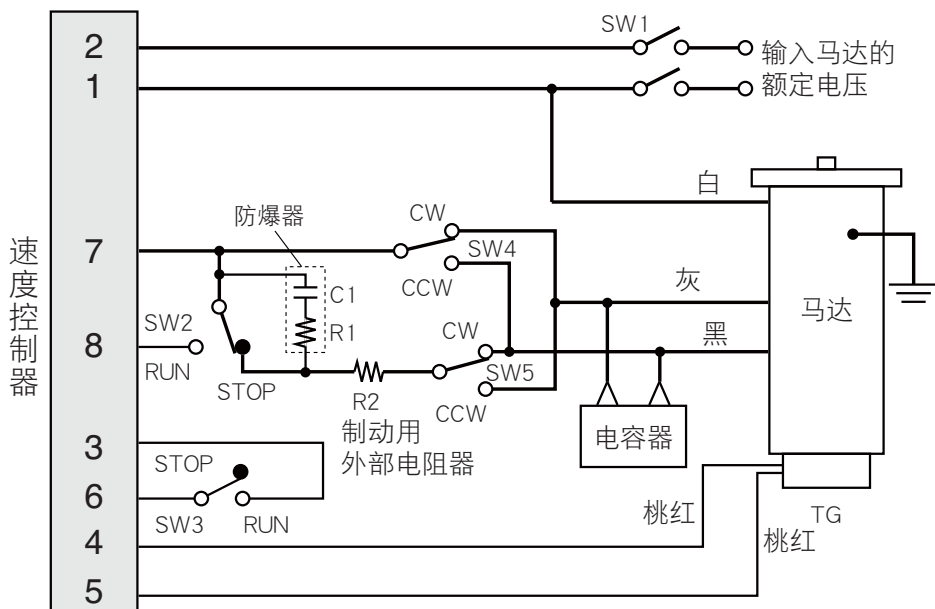 SW1
2
输入马达的
额定电压
1
白
防爆器
CW
7
SW4
速度控制器
CCW
C1
灰
马达
R1
SW2
8
CW
黑
RUN
STOP
SW5
R2
CCW
制动用
外部电阻器
电容器
3
STOP
6
SW3
RUN
桃红
TG
4
桃红
5